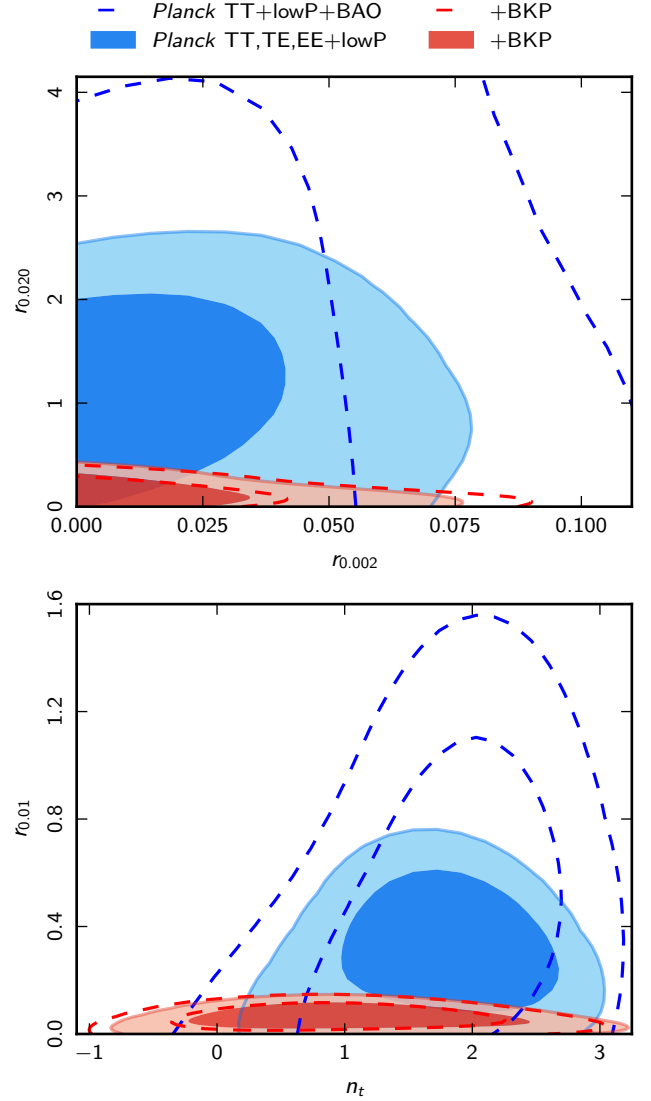 Planck TT+lowP+BAO +BKP
Planck TT,TE,EE+lowP +BKP
4
3
2
1
0
r0.020
0.000 0.025 0.050 0.075 0.100
r0.002
1.6
1.2
0.8
0.4
0.0
r0.01
−1 0 1 2 3
nt